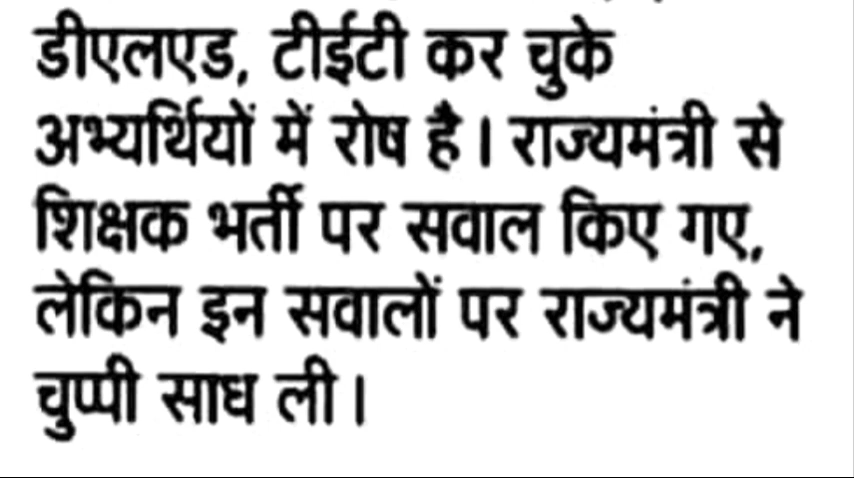 डीएलएड, टीईटी कर चुके
अभ्यर्थियों में रोष है। राज्यमंत्री से
शिक्षक भर्ती पर सवाल किए गए,
लेकिन इन सवालों पर राज्यमंत्री ने
चुप्पी साध ली।